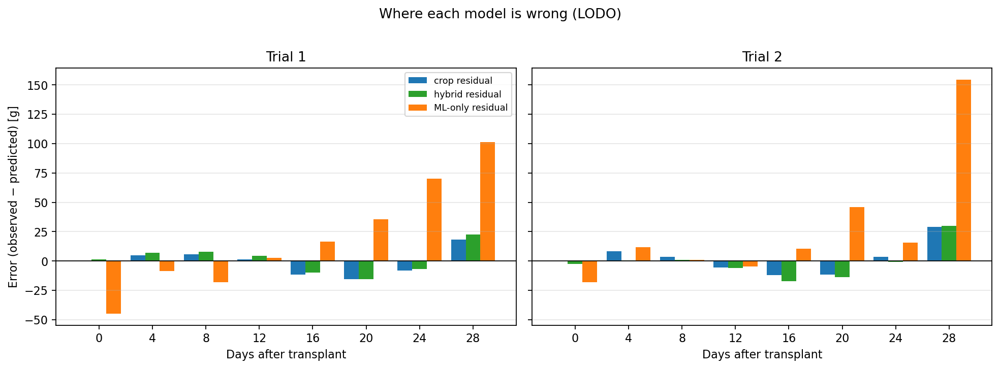 Where each model is wrong (LODO)
Trial 1
Trial 2
crop residual
hybrid residual
ML-only residual
Error (observed − predicted) [g]
150
125
100
75
50
25
0
−25
−50
0 4 8 12 16 20 24 28
0 4 8 12 16 20 24 28
Days after transplant
Days after transplant